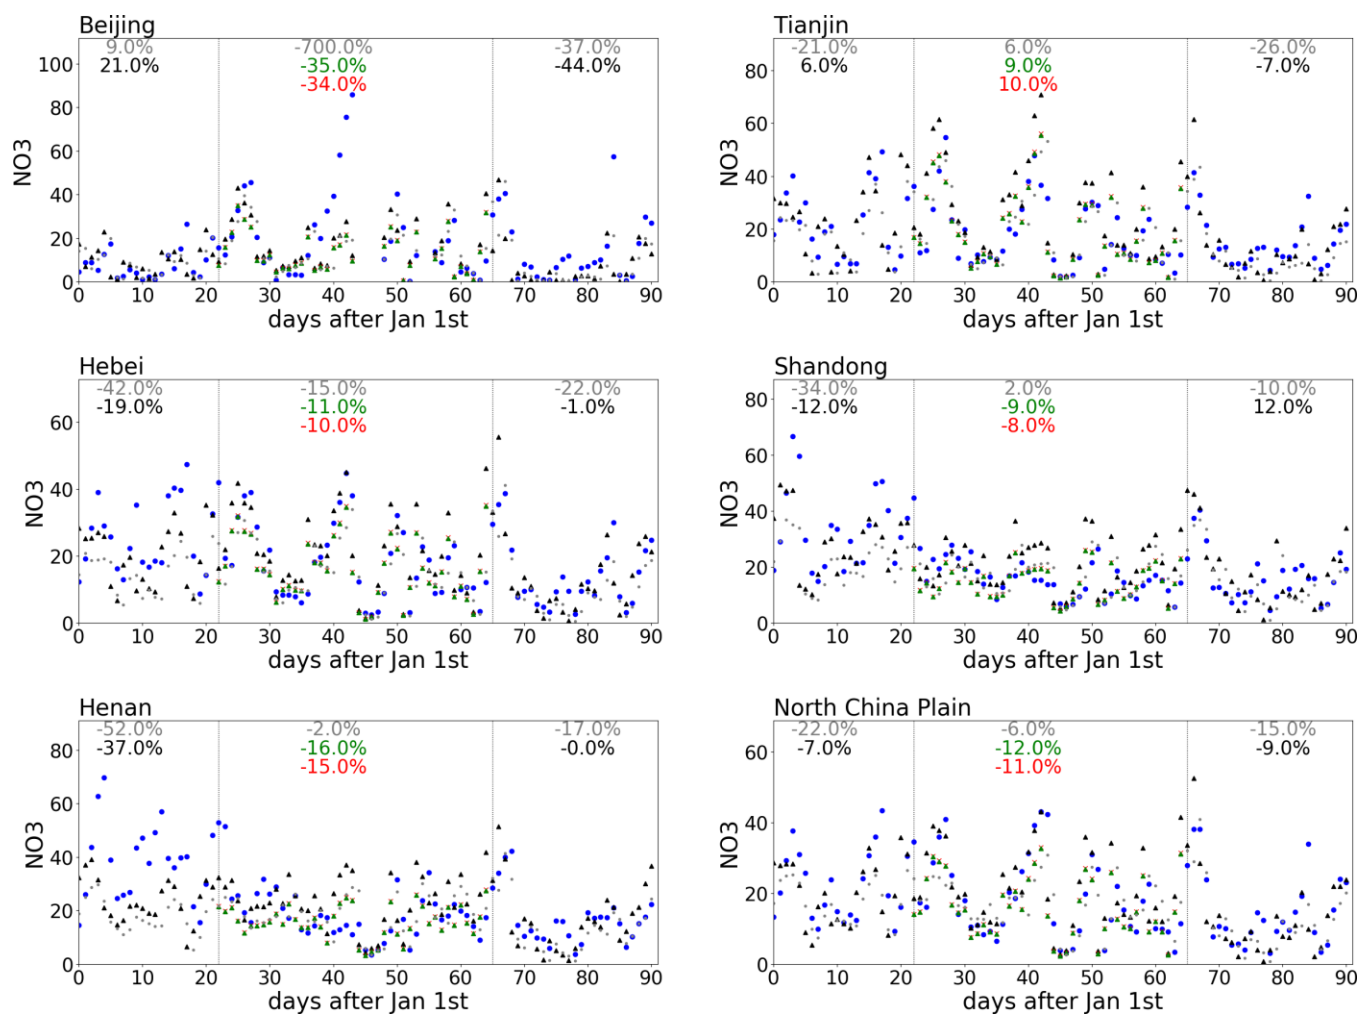 Beijing
9.0% -700.0% -37.0%
21.0% -35.0% -44.0%
-34.0%
NO3
100
80
60
40
20
0
0 10 20 30 40 50 60 70 80 90
days after Jan 1st
Tianjin
-21.0% 6.0% -26.0%
6.0% 9.0% -7.0%
10.0%
NO3
80
60
40
20
0
0 10 20 30 40 50 60 70 80 90
days after Jan 1st
Hebei
-42.0% -15.0% -22.0%
-19.0% -11.0% -1.0%
-10.0%
NO3
60
40
20
0
0 10 20 30 40 50 60 70 80 90
days after Jan 1st
Shandong
-34.0% 2.0% -10.0%
-12.0% -9.0% 12.0%
-8.0%
NO3
80
60
40
20
0
0 10 20 30 40 50 60 70 80 90
days after Jan 1st
Henan
-52.0% -2.0% -17.0%
-37.0% -16.0% -0.0%
-15.0%
NO3
80
60
40
20
0
0 10 20 30 40 50 60 70 80 90
days after Jan 1st
North China Plain
-22.0% -6.0% -15.0%
-7.0% -12.0% -9.0%
-11.0%
NO3
60
40
20
0
0 10 20 30 40 50 60 70 80 90
days after Jan 1st